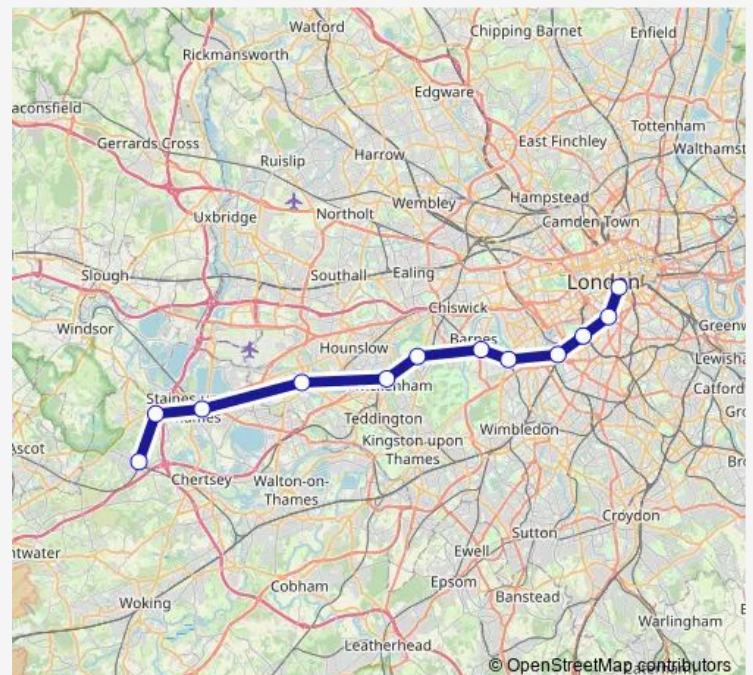 Watford
Chipping Barnet
Enfield
Rickmansworth
Edgware
aconsfield
Tottenham
Gerrards Cross
East Finchley
Walthamst
Ruislip
Harrow
Hampstead
Wembley
Uxbridge
Northolt
Camden Town
Slough
Southall
Ealing
London
Chiswick
Windsor
Greenw
Hounslow
Barnes
Lewisha
Staines
Catford
Teddington
Gro
Ascot
Kingston upon
Thames
Wimbledon
Chertsey
Walton-on-
Thames
Bro
Croydon
ntwater
Sutton
Ewell
Cobham
Epsom
Banstead
Woking
Warlingham
Leatherhead
© OpenStreetMap contributors